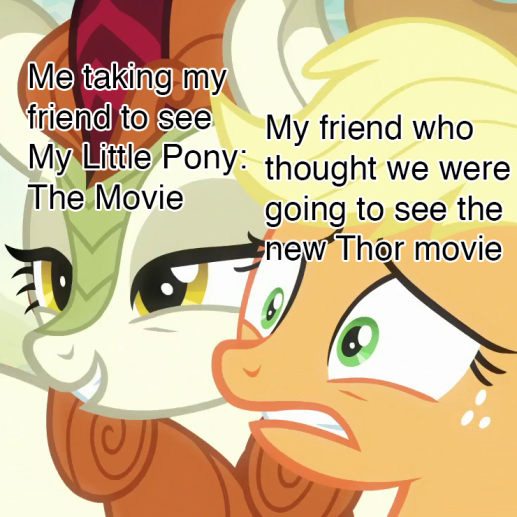 Me taking my
friend to see
My Little Pony:
The Movie
My friend who
thought we were
going to see the
new Thor movie